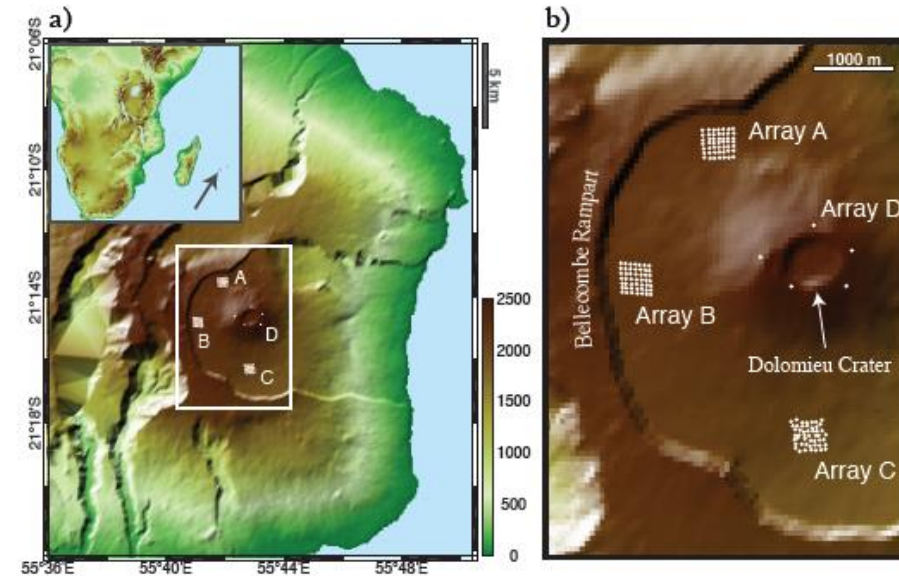 a)
21°06'S
21°10'S
21°14'S
21°18'S
55°36'E
55°40'E
55°44'E
55°48'E
5 km
A
B
C
D
2500
2000
1500
1000
500
0
b)
1000 m
Array A
Array D
Bellecombe Rampart
Array B
Dolomieu Crater
Array C